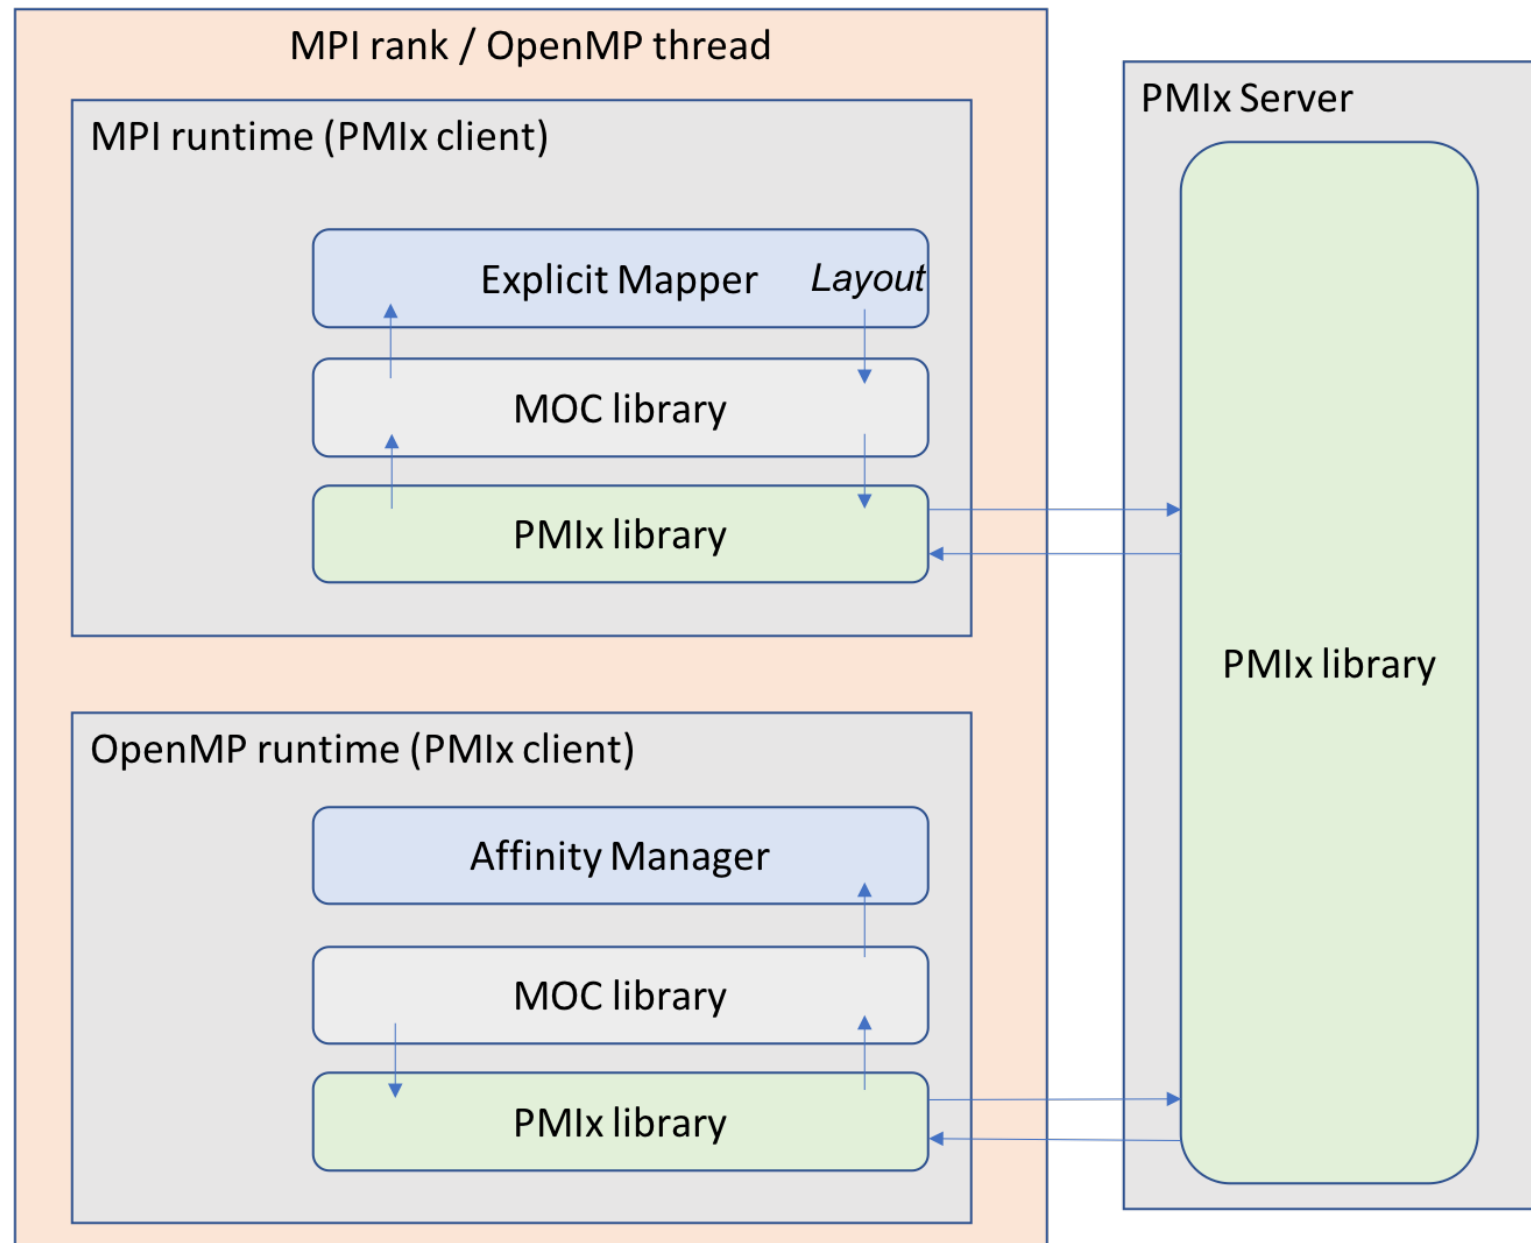 MPI rank / OpenMP thread
MPI runtime (PMIx client)
Explicit Mapper
Layout
MOC library
PMIx library
OpenMP runtime (PMIx client)
Affinity Manager
MOC library
PMIx library
PMIx Server
PMIx library